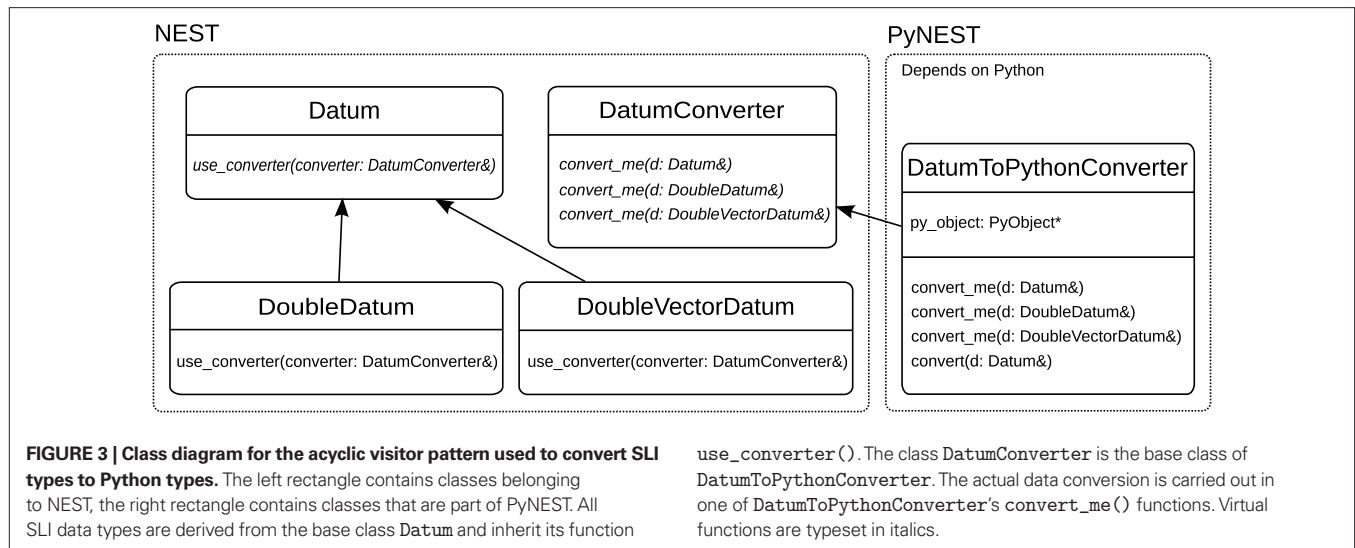 NEST
Datum
use_converter(converter: DatumConverter&)
DatumConverter
convert_me(d: Datum&)
convert_me(d: DoubleDatum&)
convert_me(d: DoubleVectorDatum&)
DoubleDatum
use_converter(converter: DatumConverter&)
DoubleVectorDatum
use_converter(converter: DatumConverter&)
PyNEST
Depends on Python
DatumToPythonConverter
py_object: PyObject*
convert_me(d: Datum&)
convert_me(d: DoubleDatum&)
convert_me(d: DoubleVectorDatum&)
convert(d: Datum&)
FIGURE 3 | Class diagram for the acyclic visitor pattern used to convert SLI
types to Python types. The left rectangle contains classes belonging
to NEST, the right rectangle contains classes that are part of PyNEST. All
SLI data types are derived from the base class Datum and inherit its function
use_converter(). The class DatumConverter is the base class of
DatumToPythonConverter. The actual data conversion is carried out in
one of DatumToPythonConverter's convert_me() functions. Virtual
functions are typeset in italics.